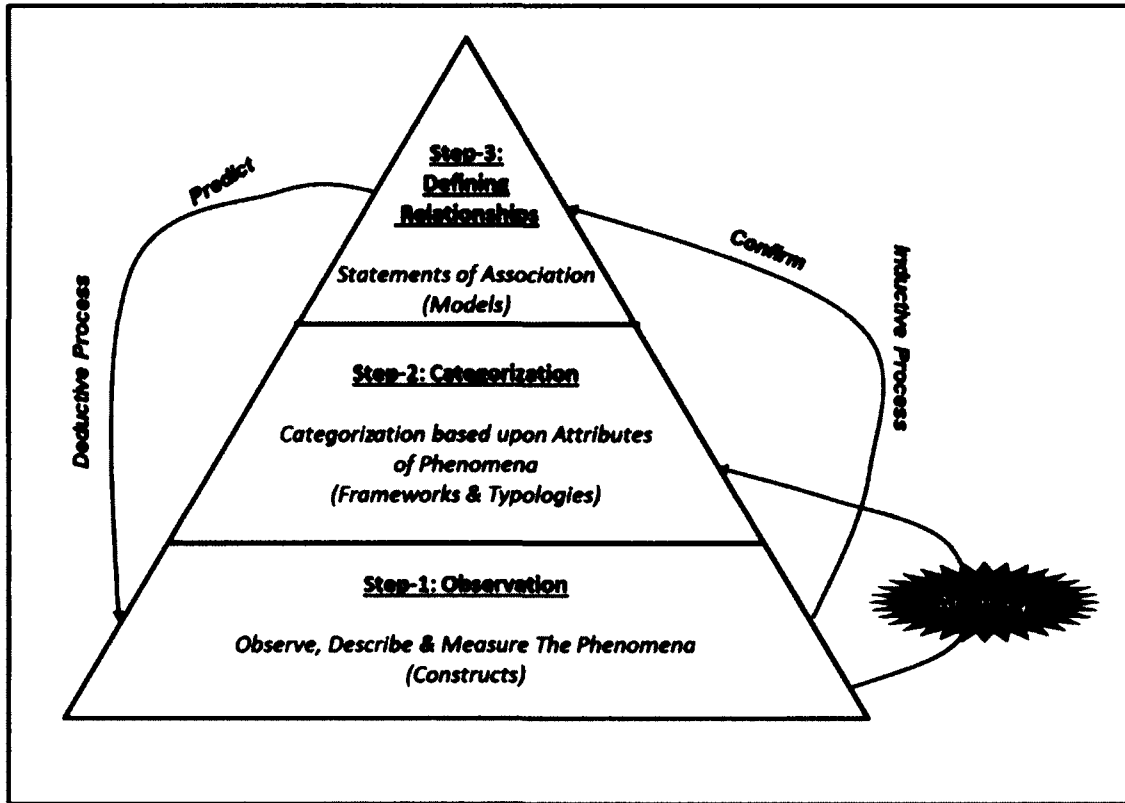 Step-3:
Defining
Relationships
Statements of Association
(Models)
Step-2: Categorization
Categorization based upon Attributes
of Phenomena
(Frameworks & Typologies)
Step-1: Observation
Observe, Describe & Measure The Phenomena
(Constructs)
Predict
Deductive Process
Confirm
Inductive Process